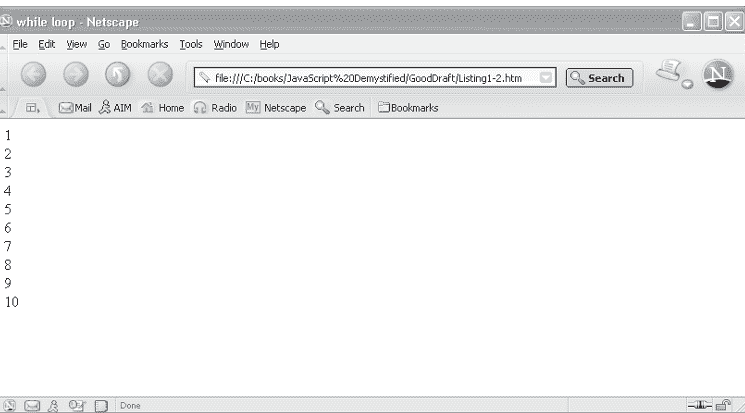 while loop - Netscape
File Edit View Go Bookmarks Tools Window Help
file:///C:/books/JavaScript%20Demystified/GoodDraft/Listing1-2.htm Search N
Mail AIM Home Radio My Netscape Search Bookmarks
1
2
3
4
5
6
7
8
9
10
Done